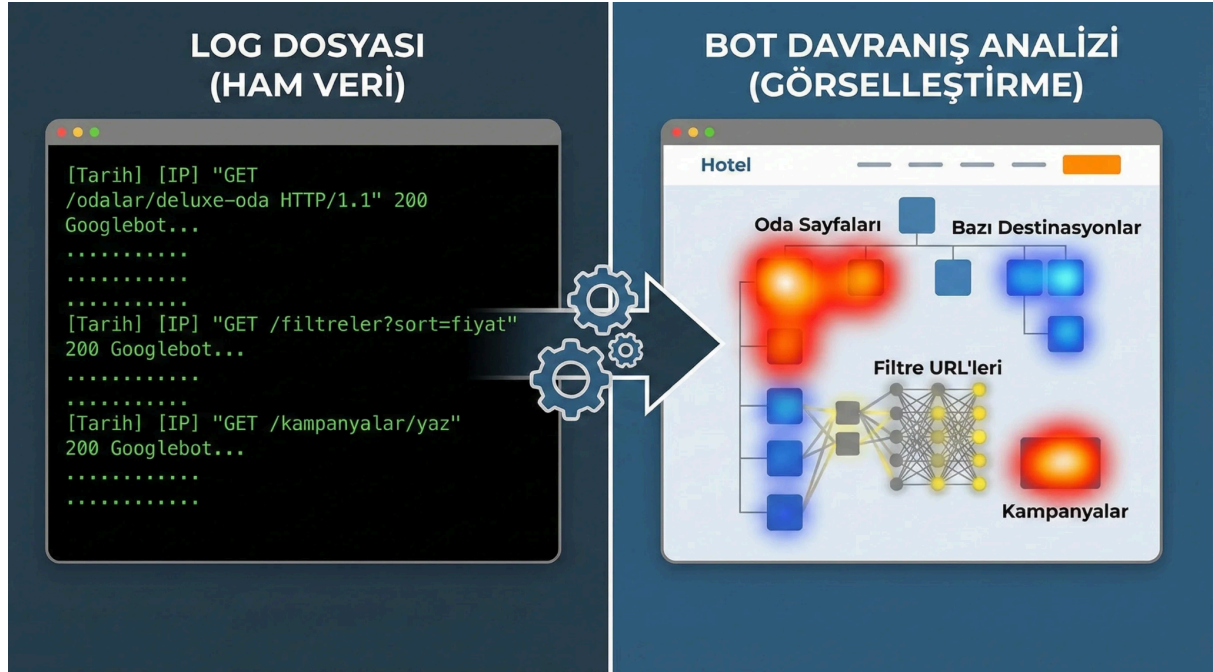 LOG DOSYASI
(HAM VERİ)
[Tarih] [IP] "GET
/odalar/deluxe-oda HTTP/1.1" 200
Googlebot...
...........
...........
...........
[Tarih] [IP] "GET /filtreler?sort=fiyat"
200 Googlebot...
............
............
[Tarih] [IP] "GET /kampanyalar/yaz"
200 Googlebot...
............
............
BOT DAVRANIŞ ANALİZİ
(GÖRSELLEŞTİRME)
Hotel
Oda Sayfaları
Bazı Destinasyonlar
Filtre URL'leri
Kampanyalar